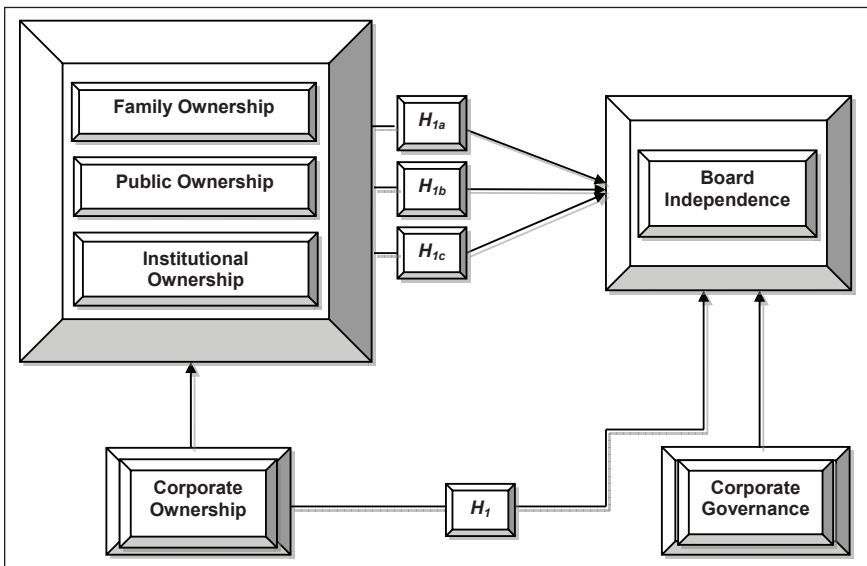 Family Ownership
H1a
Public Ownership
H1b
Institutional
Ownership
H1c
Board
Independence
Corporate
Ownership
H1
Corporate
Governance